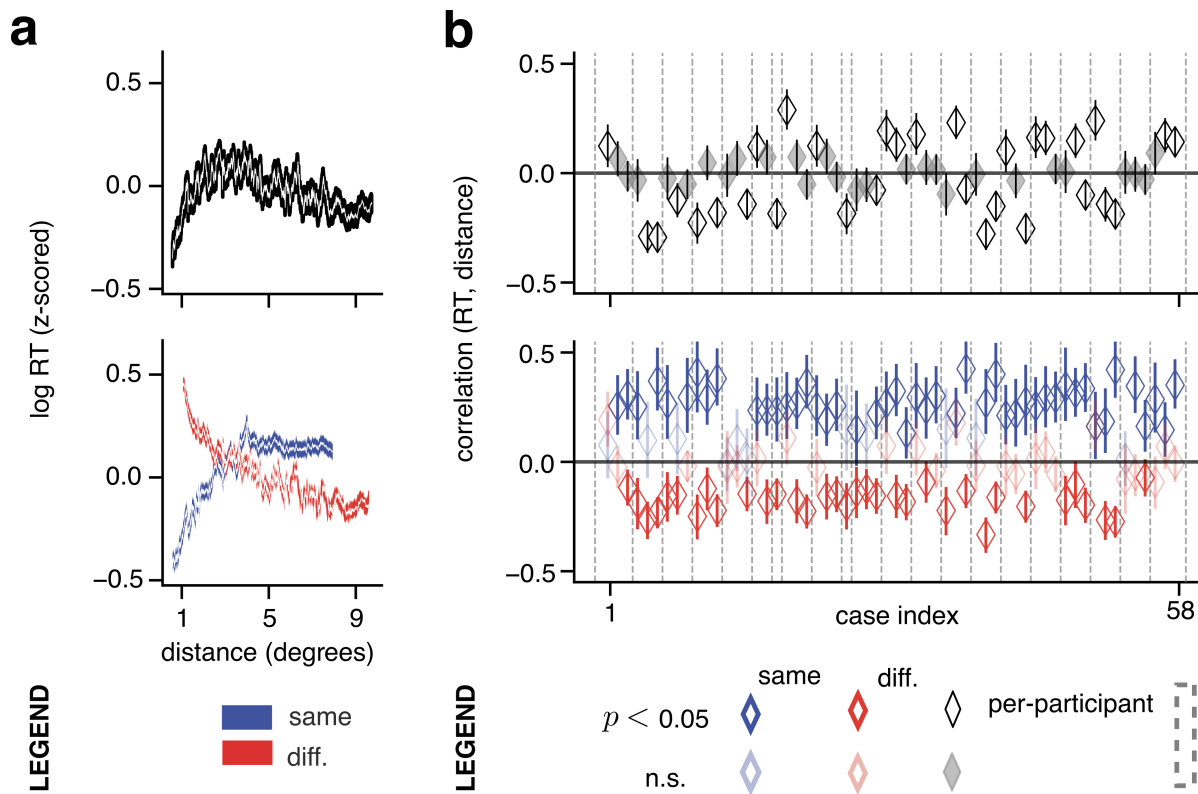 a
0.5
0.0
−0.5
0.5
0.0
−0.5
1 5 9
log RT (z-scored)
distance (degrees)
LEGEND
same
diff.
b
0.5
0.0
−0.5
0.5
0.0
−0.5
1 58
correlation (RT, distance)
case index
LEGEND
same diff.
p < 0.05 per-participant
n.s.